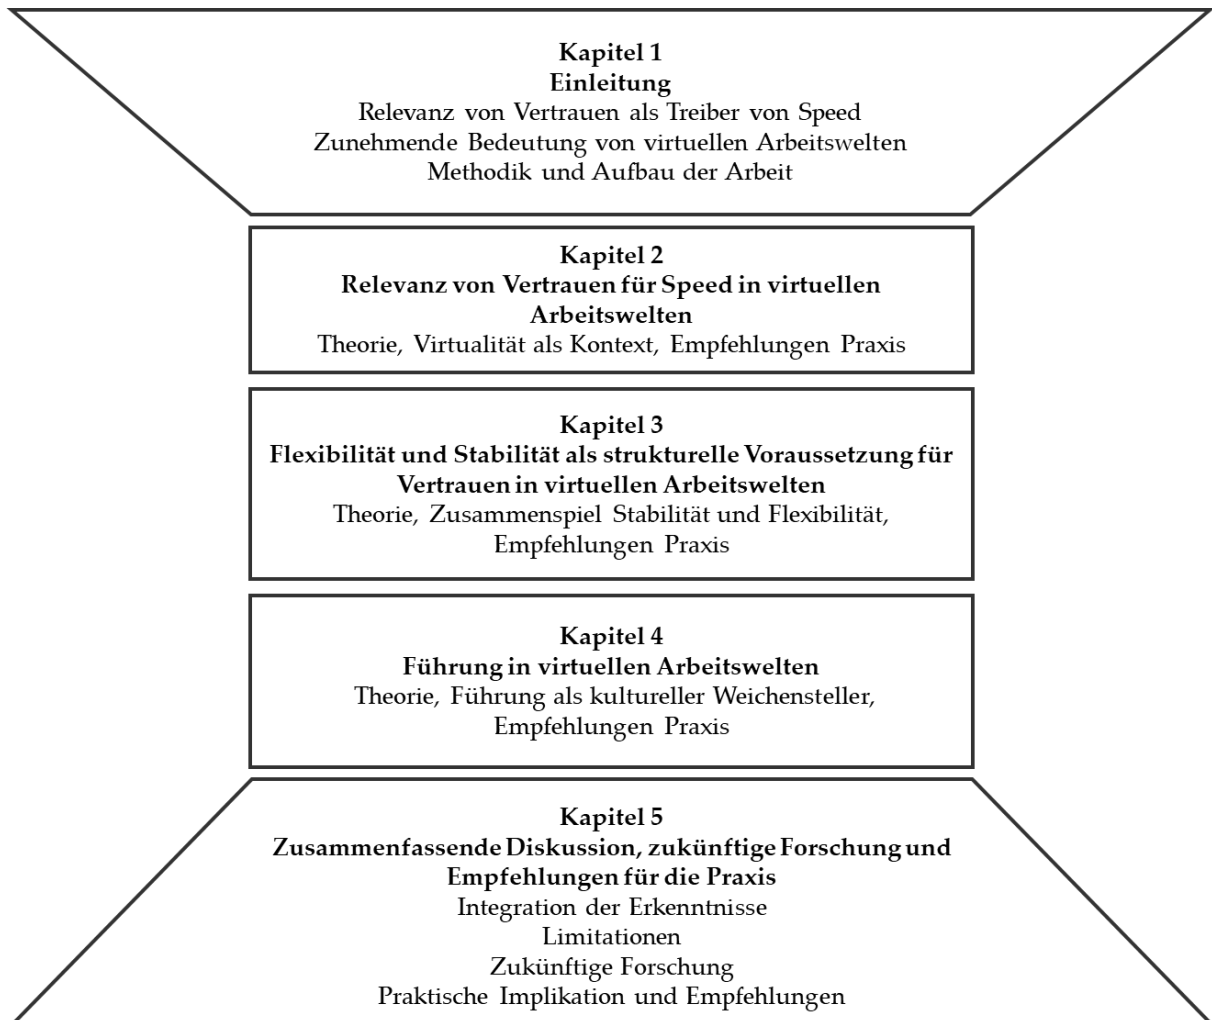 Kapitel 1
Einleitung
Relevanz von Vertrauen als Treiber von Speed
Zunehmende Bedeutung von virtuellen Arbeitswelten
Methodik und Aufbau der Arbeit
Kapitel 2
Relevanz von Vertrauen für Speed in virtuellen
Arbeitswelten
Theorie, Virtualität als Kontext, Empfehlungen Praxis
Kapitel 3
Flexibilität und Stabilität als strukturelle Voraussetzung für
Vertrauen in virtuellen Arbeitswelten
Theorie, Zusammenspiel Stabilität und Flexibilität,
Empfehlungen Praxis
Kapitel 4
Führung in virtuellen Arbeitswelten
Theorie, Führung als kultureller Weichensteller,
Empfehlungen Praxis
Kapitel 5
Zusammenfassende Diskussion, zukünftige Forschung und
Empfehlungen für die Praxis
Integration der Erkenntnisse
Limitationen
Zukünftige Forschung
Praktische Implikation und Empfehlungen